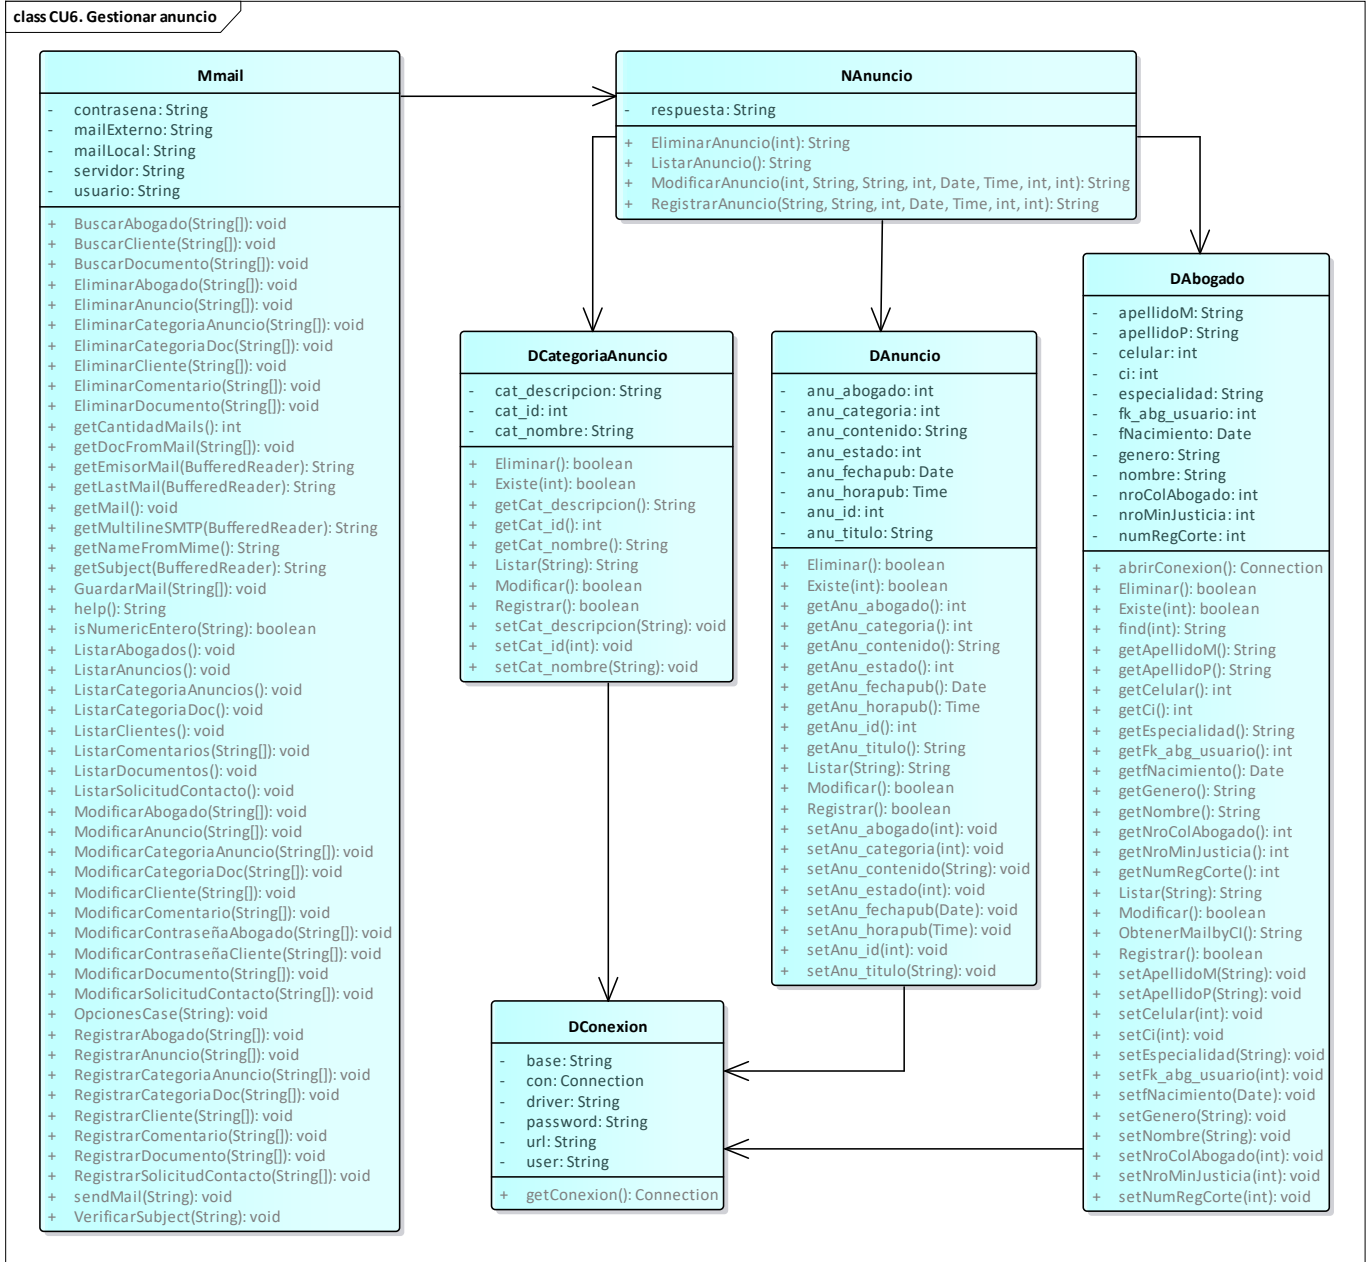 class CU6. Gestionar anuncio
Mmail
- contrasena: String
- mailExterno: String
- mailLocal: String
- servidor: String
- usuario: String
+ BuscarAbogado(String[]): void
+ BuscarCliente(String[]): void
+ BuscarDocumento(String[]): void
+ EliminarAbogado(String[]): void
+ EliminarAnuncio(String[]): void
+ EliminarCategoriaAnuncio(String[]): void
+ EliminarCategoriaDoc(String[]): void
+ EliminarCliente(String[]): void
+ EliminarComentario(String[]): void
+ EliminarDocumento(String[]): void
+ getCantidadMails(): int
+ getDocFromMail(String[]): void
+ getEmisorMail(BufferedReader): String
+ getLastMail(BufferedReader): String
+ getMail(): void
+ getMultilineSMTP(BufferedReader): String
+ getNameFromMime(): String
+ getSubject(BufferedReader): String
+ GuardarMail(String[]): void
+ help(): String
+ isNumericEntero(String): boolean
+ ListarAbogados(): void
+ ListarAnuncios(): void
+ ListarCategoriaAnuncios(): void
+ ListarCategoriaDoc(): void
+ ListarClientes(): void
+ ListarComentarios(String[]): void
+ ListarDocumentos(): void
+ ListarSolicitudContacto(): void
+ ModificarAbogado(String[]): void
+ ModificarAnuncio(String[]): void
+ ModificarCategoriaAnuncio(String[]): void
+ ModificarCategoriaDoc(String[]): void
+ ModificarCliente(String[]): void
+ ModificarComentario(String[]): void
+ ModificarContraseñaAbogado(String[]): void
+ ModificarContraseñaCliente(String[]): void
+ ModificarDocumento(String[]): void
+ ModificarSolicitudContacto(String[]): void
+ OpcionesCase(String): void
+ RegistrarAbogado(String[]): void
+ RegistrarAnuncio(String[]): void
+ RegistrarCategoriaAnuncio(String[]): void
+ RegistrarCategoriaDoc(String[]): void
+ RegistrarCliente(String[]): void
+ RegistrarComentario(String[]): void
+ RegistrarDocumento(String[]): void
+ RegistrarSolicitudContacto(String[]): void
+ sendMail(String): void
+ VerificarSubject(String): void
NAnuncio
- respuesta: String
+ EliminarAnuncio(int): String
+ ListarAnuncio(): String
+ ModificarAnuncio(int, String, String, int, Date, Time, int, int): String
+ RegistrarAnuncio(String, String, int, Date, Time, int, int): String
DCategoriaAnuncio
- cat_descripcion: String
- cat_id: int
- cat_nombre: String
+ Eliminar(): boolean
+ Existe(int): boolean
+ getCat_descripcion(): String
+ getCat_id(): int
+ getCat_nombre(): String
+ Listar(String): String
+ Modificar(): boolean
+ Registrar(): boolean
+ setCat_descripcion(String): void
+ setCat_id(int): void
+ setCat_nombre(String): void
DAnuncio
- anu_abogado: int
- anu_categoria: int
- anu_contenido: String
- anu_estado: int
- anu_fechapub: Date
- anu_horapub: Time
- anu_id: int
- anu_titulo: String
+ Eliminar(): boolean
+ Existe(int): boolean
+ getAnu_abogado(): int
+ getAnu_categoria(): int
+ getAnu_contenido(): String
+ getAnu_estado(): int
+ getAnu_fechapub(): Date
+ getAnu_horapub(): Time
+ getAnu_id(): int
+ getAnu_titulo(): String
+ Listar(String): String
+ Modificar(): boolean
+ Registrar(): boolean
+ setAnu_abogado(int): void
+ setAnu_categoria(int): void
+ setAnu_contenido(String): void
+ setAnu_estado(int): void
+ setAnu_fechapub(Date): void
+ setAnu_horapub(Time): void
+ setAnu_id(int): void
+ setAnu_titulo(String): void
DAbogado
- apellidoM: String
- apellidoP: String
- celular: int
- ci: int
- especialidad: String
- fk_abg_usuario: int
- fNacimiento: Date
- genero: String
- nombre: String
- nroColAbogado: int
- nroMinJusticia: int
- numRegCorte: int
+ abrirConexion(): Connection
+ Eliminar(): boolean
+ Existe(int): boolean
+ find(int): String
+ getApellidoM(): String
+ getApellidoP(): String
+ getCelular(): int
+ getCi(): int
+ getEspecialidad(): String
+ getFk_abg_usuario(): int
+ getfNacimiento(): Date
+ getGenero(): String
+ getNombre(): String
+ getNroColAbogado(): int
+ getNroMinJusticia(): int
+ getNumRegCorte(): int
+ Listar(String): String
+ Modificar(): boolean
+ ObtenerMailbyCI(): String
+ Registrar(): boolean
+ setApellidoM(String): void
+ setApellidoP(String): void
+ setCelular(int): void
+ setCi(int): void
+ setEspecialidad(String): void
+ setFk_abg_usuario(int): void
+ setfNacimiento(Date): void
+ setGenero(String): void
+ setNombre(String): void
+ setNroColAbogado(int): void
+ setNroMinJusticia(int): void
+ setNumRegCorte(int): void
DConexion
- base: String
- con: Connection
- driver: String
- password: String
- url: String
- user: String
+ getConexion(): Connection